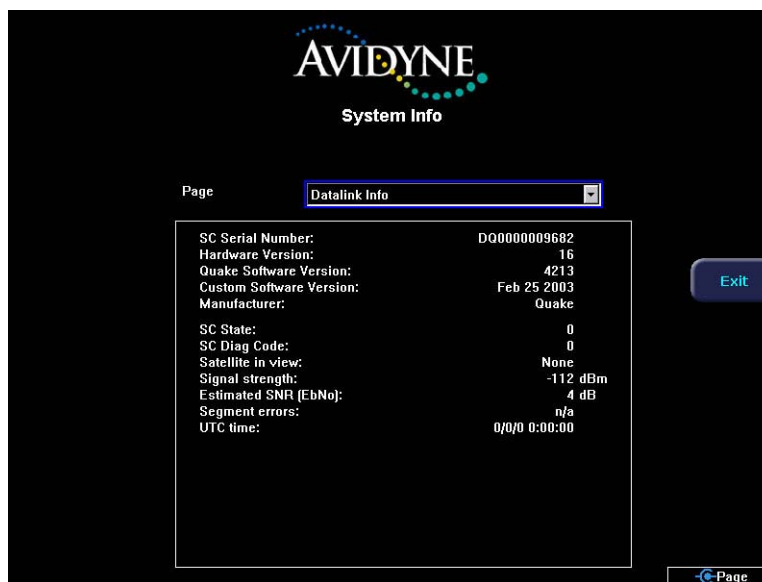 AVIDYNE
System Info
Page Datalink Info
SC Serial Number: DQ0000009682
Hardware Version: 16
Quake Software Version: 4213
Custom Software Version: Feb 25 2003
Manufacturer: Quake
Exit
SC State: 0
SC Diag Code: 0
Satellite in view: None
Signal strength: -112 dBm
Estimated SNR (EbNo): 4 dB
Segment errors: n/a
UTC time: 0/0/0 0:00:00
Page